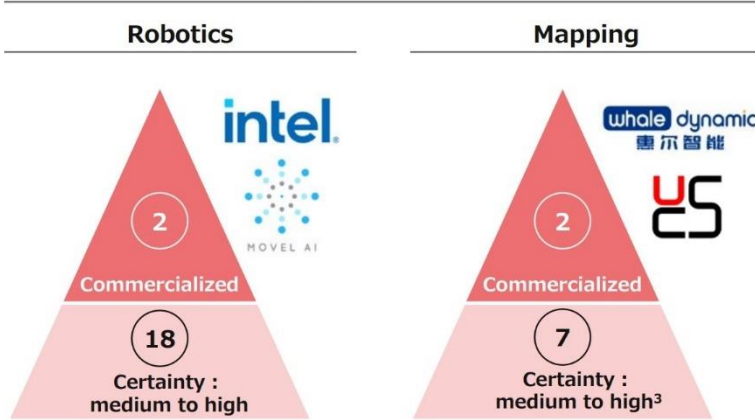 Robotics
Mapping
intel.
MOVEL AI
2
Commercialized
18
Certainty :
medium to high
whale dynamic
惠尔智能
UCS
2
Commercialized
7
Certainty :
medium to high³